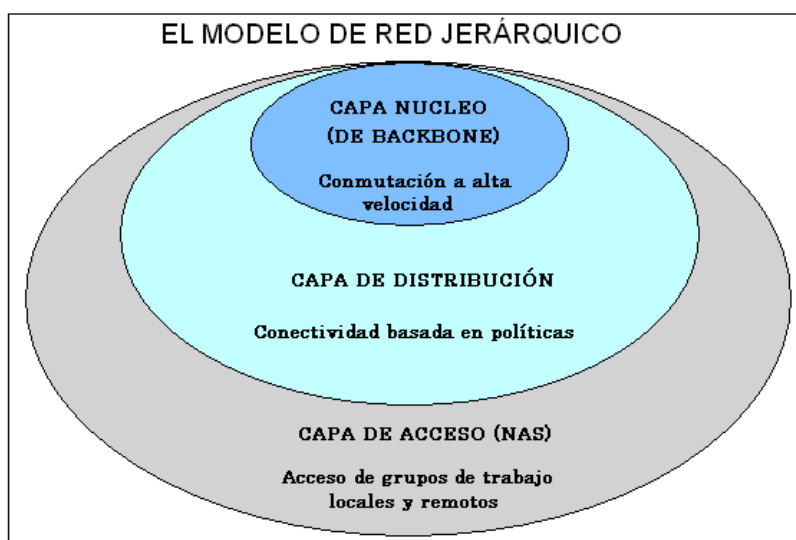 EL MODELO DE RED JERÁRQUICO
CAPA NUCLEO
(DE BACKBONE)
Conmutación a alta
velocidad
CAPA DE DISTRIBUCIÓN
Conectividad basada en políticas
CAPA DE ACCESO (NAS)
Acceso de grupos de trabajo
locales y remotos